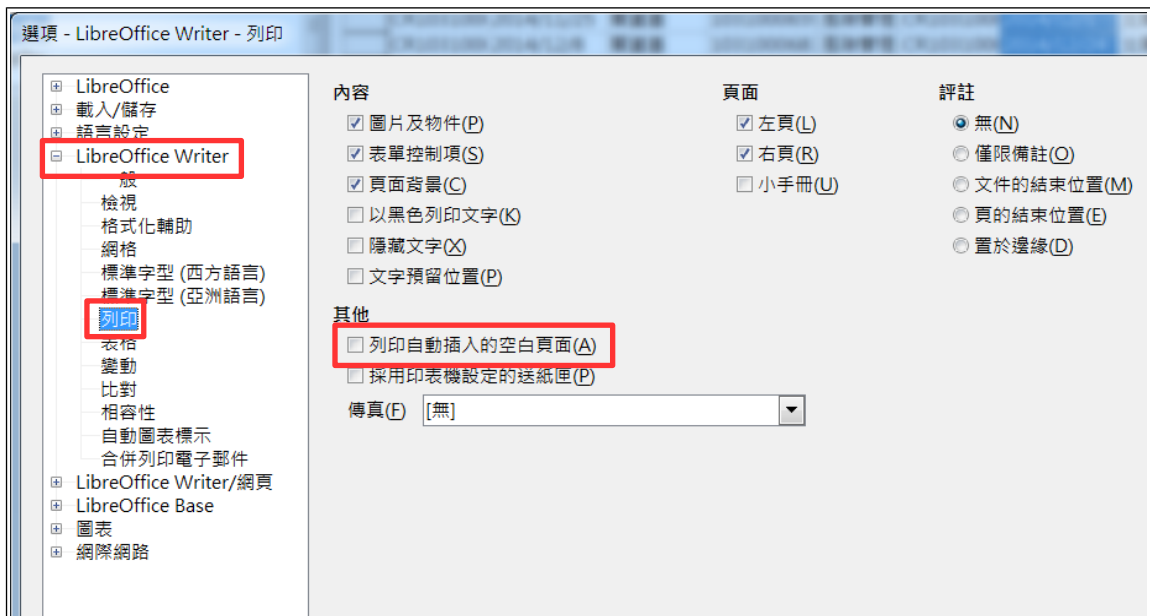 選項 - LibreOffice Writer - 列印
LibreOffice
載入/儲存
語言設定
LibreOffice Writer
一般
檢視
格式化輔助
網格
標準字型 (西方語言)
標準字型 (亞洲語言)
列印
表格
變動
比對
相容性
自動圖表標示
合併列印電子郵件
LibreOffice Writer/網頁
LibreOffice Base
圖表
網際網路
內容
圖片及物件(P)
表單控制項(S)
頁面背景(C)
以黑色列印文字(K)
隱藏文字(X)
文字預留位置(P)
其他
列印自動插入的空白頁面(A)
採用印表機設定的送紙匣(P)
傳真(F) [無]
頁面
左頁(L)
右頁(R)
小手冊(U)
評註
無(N)
僅限備註(O)
文件的結束位置(M)
頁的結束位置(E)
置於邊緣(D)